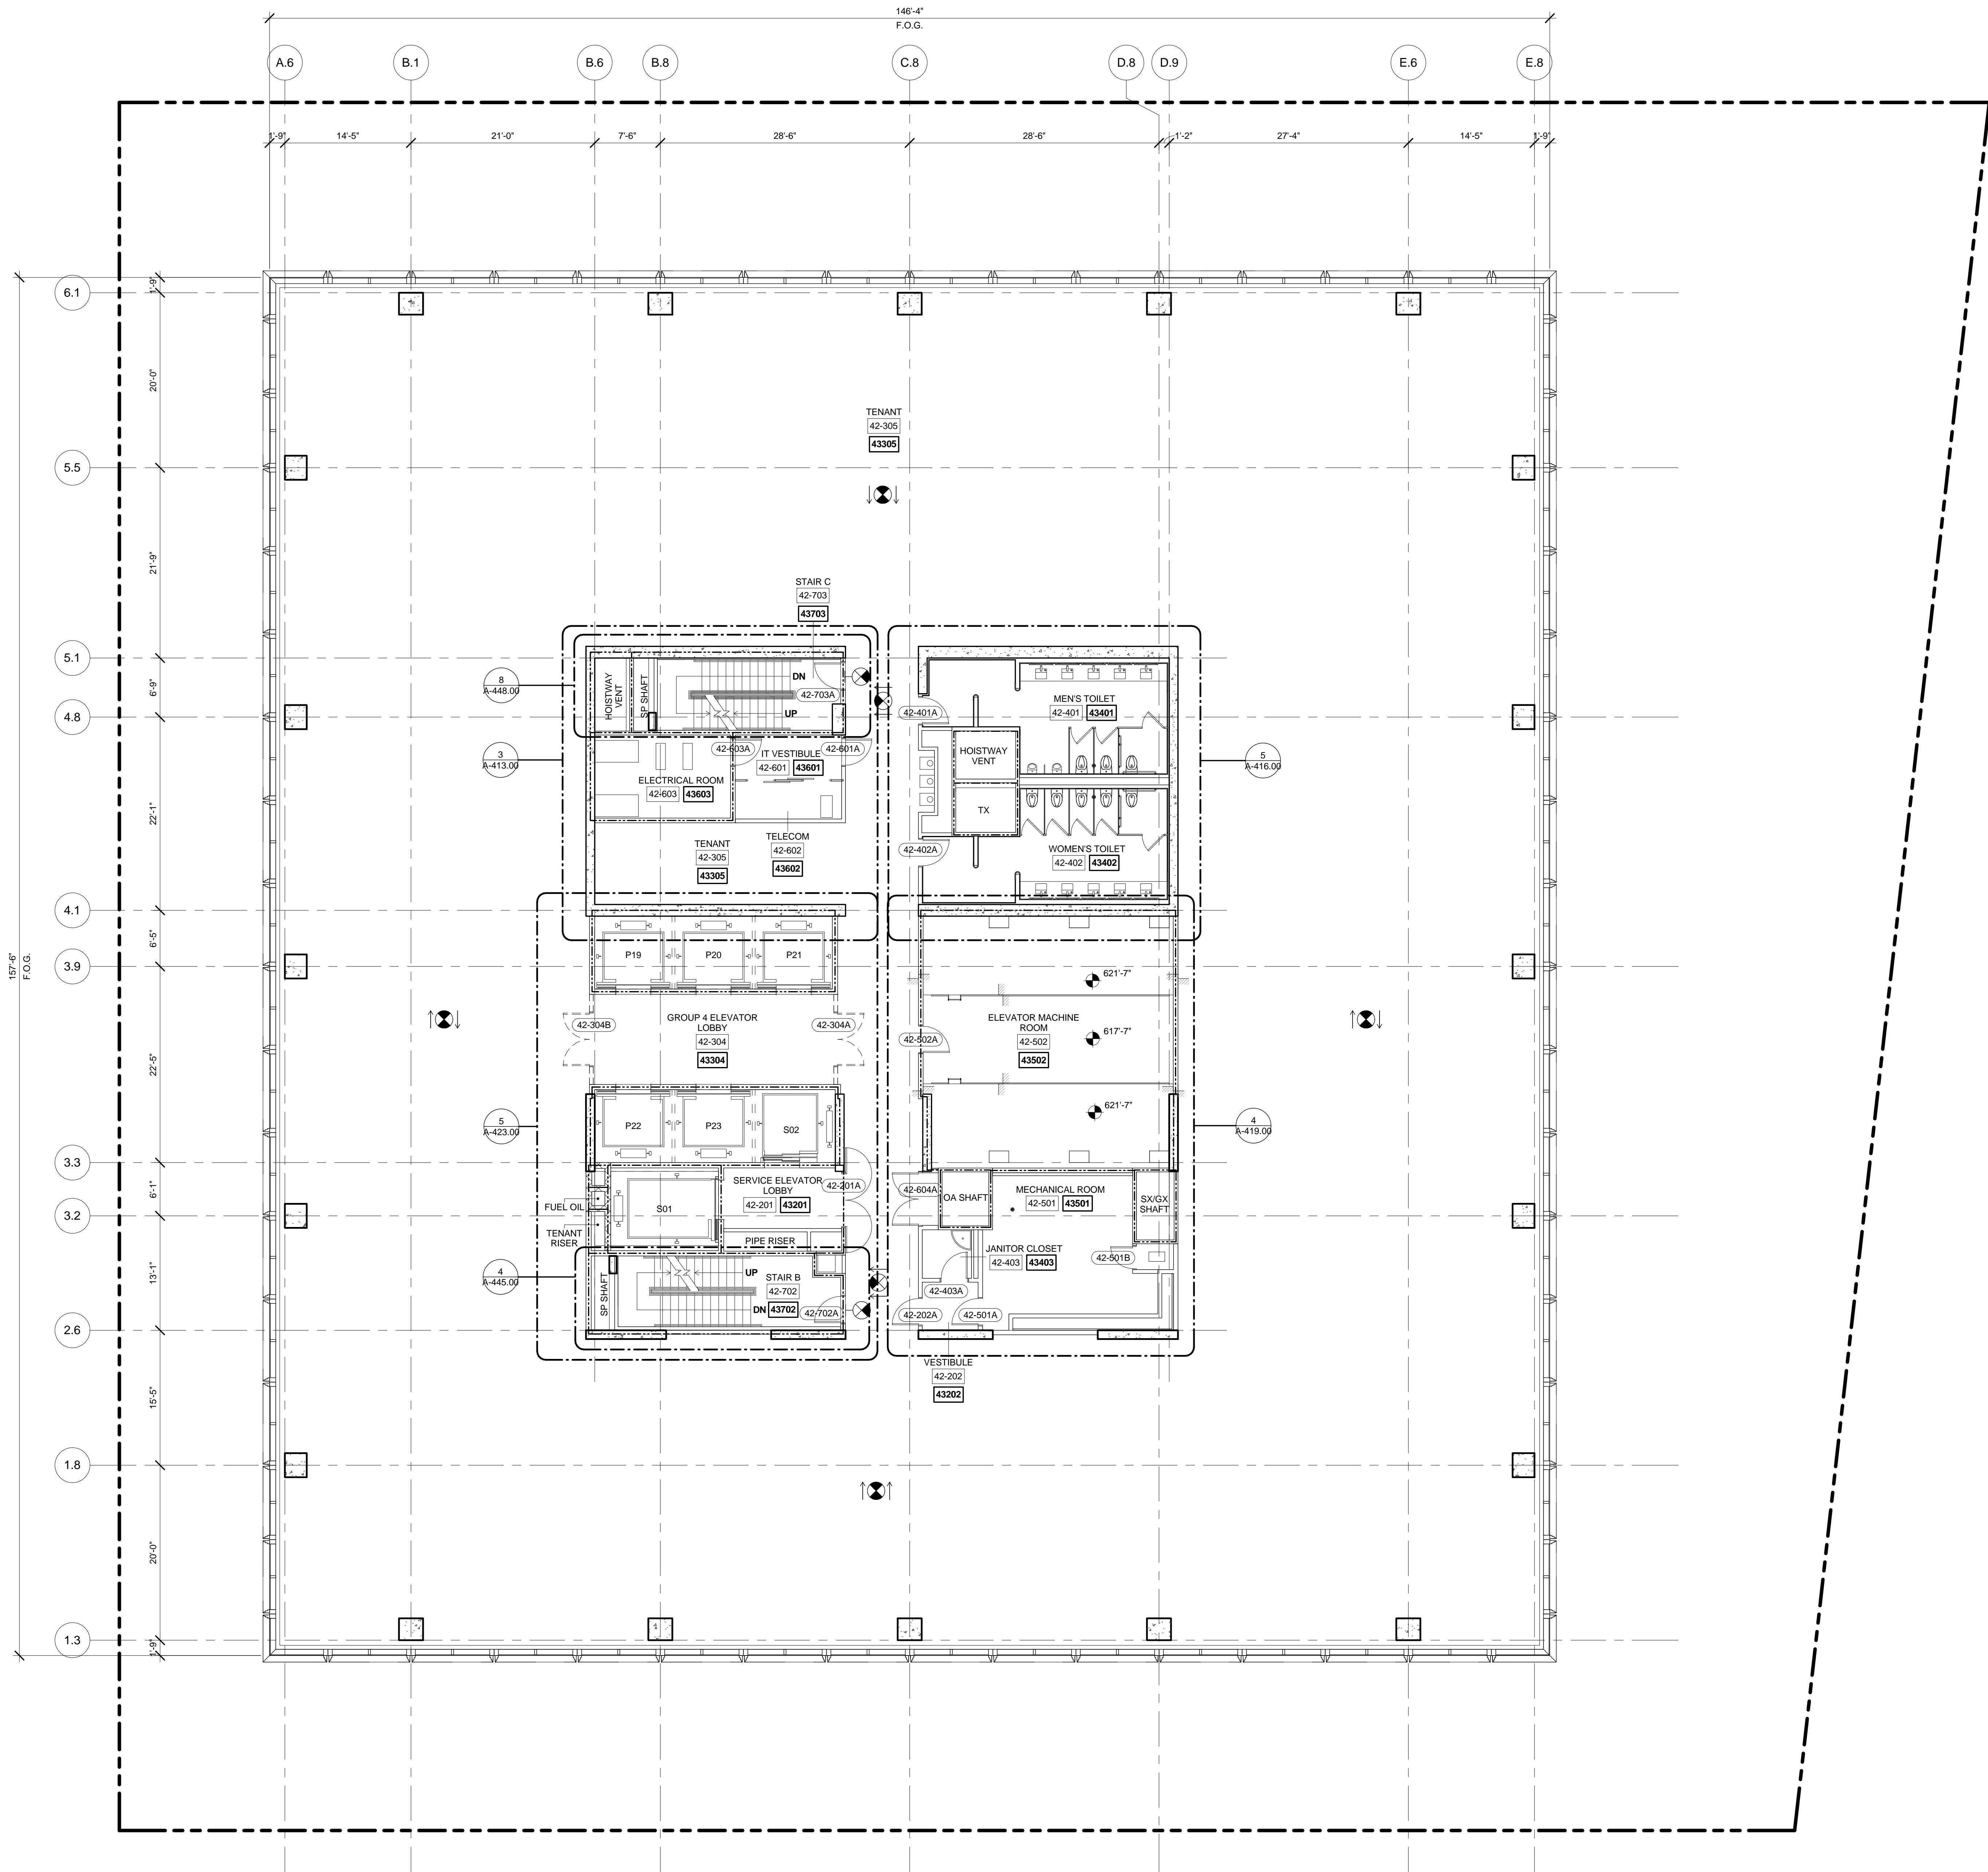 146'-4"
F.O.G.
A.6
B.1
B.6
B.8
C.8
D.8
D.9
E.6
E.8
1'-9"
14'-5"
21'-0"
7'-6"
28'-6"
28'-6"
1'-2"
27'-4"
14'-5"
1'-9"
157'-6"
F.O.G.
6.1
5.5
5.1
4.8
4.1
3.9
3.3
3.2
2.6
1.8
1.3
1'-9"
20'-0"
21'-9"
6'-9"
22'-1"
6'-5"
22'-5"
6'-1"
13'-1"
15'-5"
20'-0"
1'-9"
TENANT
42-305
43305
STAIR C
42-703
43703
8
A-448.00
HOISTWAY
VENT
SP SHAFT
DN
42-703A
UP
3
A-413.00
42-603A
42-601A
IT VESTIBULE
42-601
43601
ELECTRICAL ROOM
42-603
43603
TELECOM
42-602
43602
TENANT
42-305
43305
42-401A
MEN'S TOILET
42-401
43401
HOISTWAY
VENT
TX
5
A-416.00
42-402A
WOMEN'S TOILET
42-402
43402
P19
P20
P21
42-304B
GROUP 4 ELEVATOR
LOBBY
42-304
43304
42-304A
5
A-423.00
P22
P23
S02
621'-7"
42-502A
ELEVATOR MACHINE
ROOM
42-502
43502
617'-7"
621'-7"
4
A-419.00
SERVICE ELEVATOR
LOBBY
42-201
43201
42-201A
S01
FUEL OIL
TENANT
RISER
PIPE RISER
4
A-445.00
SP SHAFT
UP
DN
STAIR B
42-702
43702
42-702A
42-604A
OA SHAFT
MECHANICAL ROOM
42-501
43501
SX/GX
SHAFT
JANITOR CLOSET
42-403
43403
42-501B
42-403A
42-202A
42-501A
VESTIBULE
42-202
43202